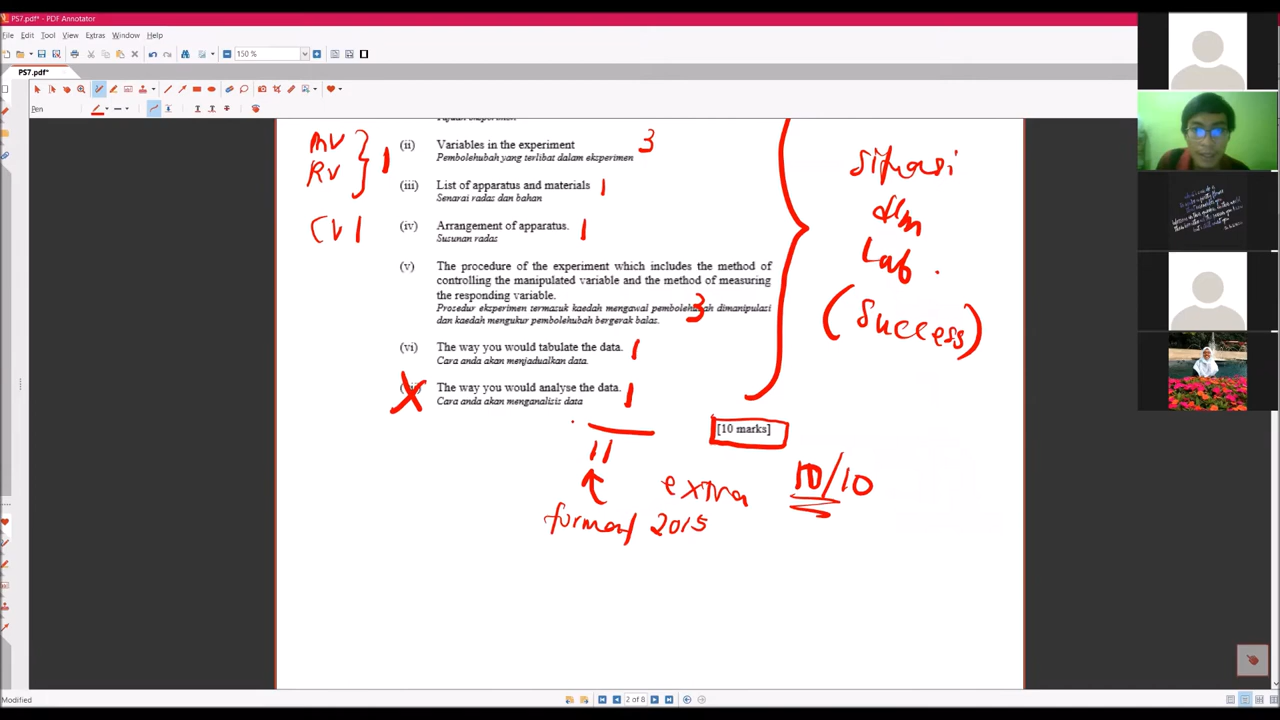 PS7.pdf* - PDF Annotator
File Edit Tool View Extras Window Help
150 %
PS7.pdf*
Pen
(ii) Variables in the experiment 3
Pembolehubah yang terlibat dalam eksperimen
MV
RV } 1
(iii) List of apparatus and materials 1
Senarai radas dan bahan
CV 1
(iv) Arrangement of apparatus. 1
Susunan radas
(v) The procedure of the experiment which includes the method of
controlling the manipulated variable and the method of measuring
the responding variable.
Prosedur eksperimen termasuk kaedah mengawal pembolehubah dimanipulasi
dan kaedah mengukur pembolehubah bergerak balas. 3
(vi) The way you would tabulate the data. 1
Cara anda akan menjadualkan data.
The way you would analyse the data. 1
Cara anda akan menganalisis data
[10 marks]
11
format 2015
extra
10/10
situasi
dlm
Lab.
(Success)
2 of 8
Modified